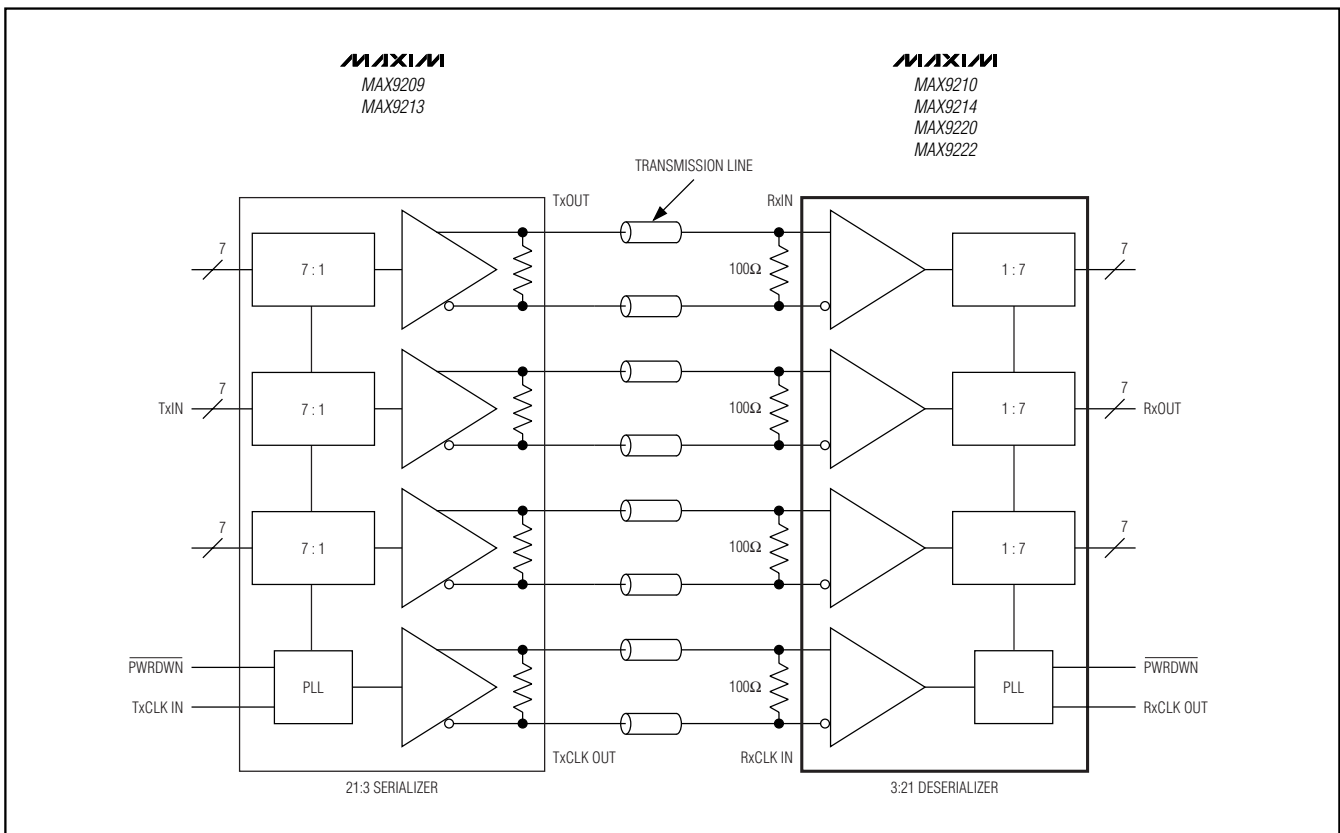 MAXIM
MAX9209
MAX9213
MAXIM
MAX9210
MAX9214
MAX9220
MAX9222
TRANSMISSION LINE
TxOUT
RxIN
7
7 : 1
100Ω
1 : 7
7
TxIN
7
7 : 1
100Ω
1 : 7
7
RxOUT
7
7 : 1
100Ω
1 : 7
7
PWRDWN
TxCLK IN
PLL
100Ω
PLL
PWRDWN
RxCLK OUT
TxCLK OUT
RxCLK IN
21:3 SERIALIZER
3:21 DESERIALIZER